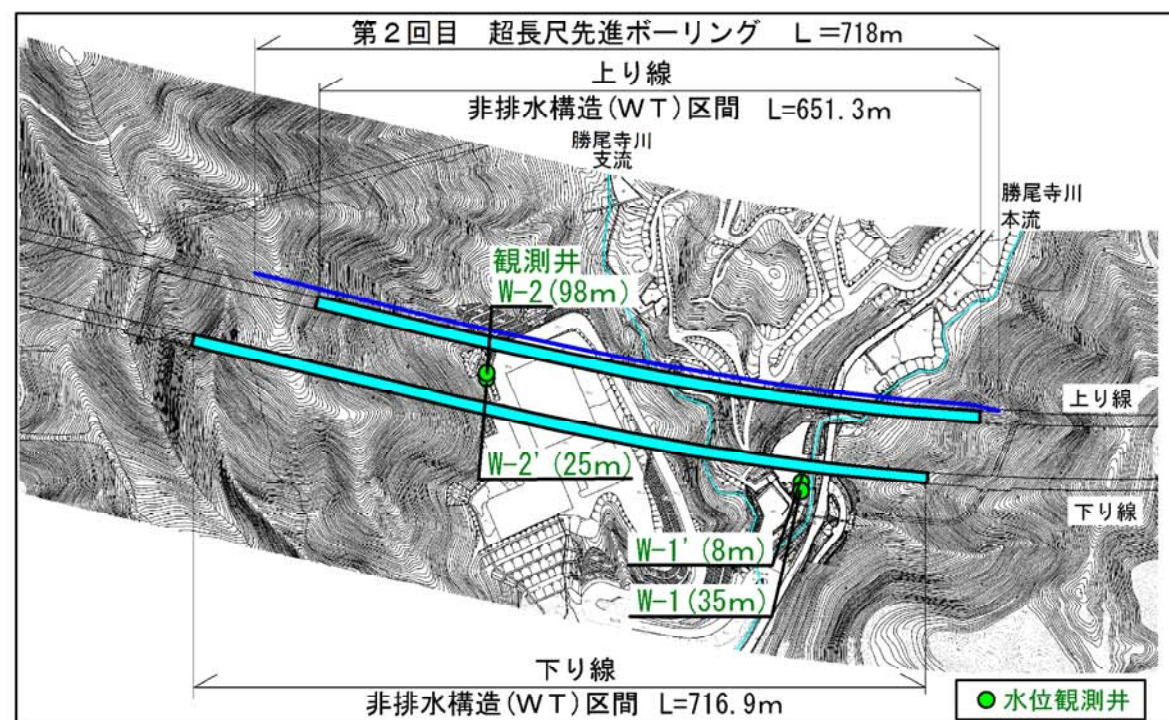 第２回目 超長尺先進ボーリング Ｌ＝718m
上り線
非排水構造(ＷＴ)区間 L=651.3m
勝尾寺川
支流
勝尾寺川
本流
観測井
W-2(98m)
上り線
W-2'(25m)
下り線
W-1'(8m)
W-1(35m)
下り線
非排水構造(WT)区間 L=716.9m
水位観測井